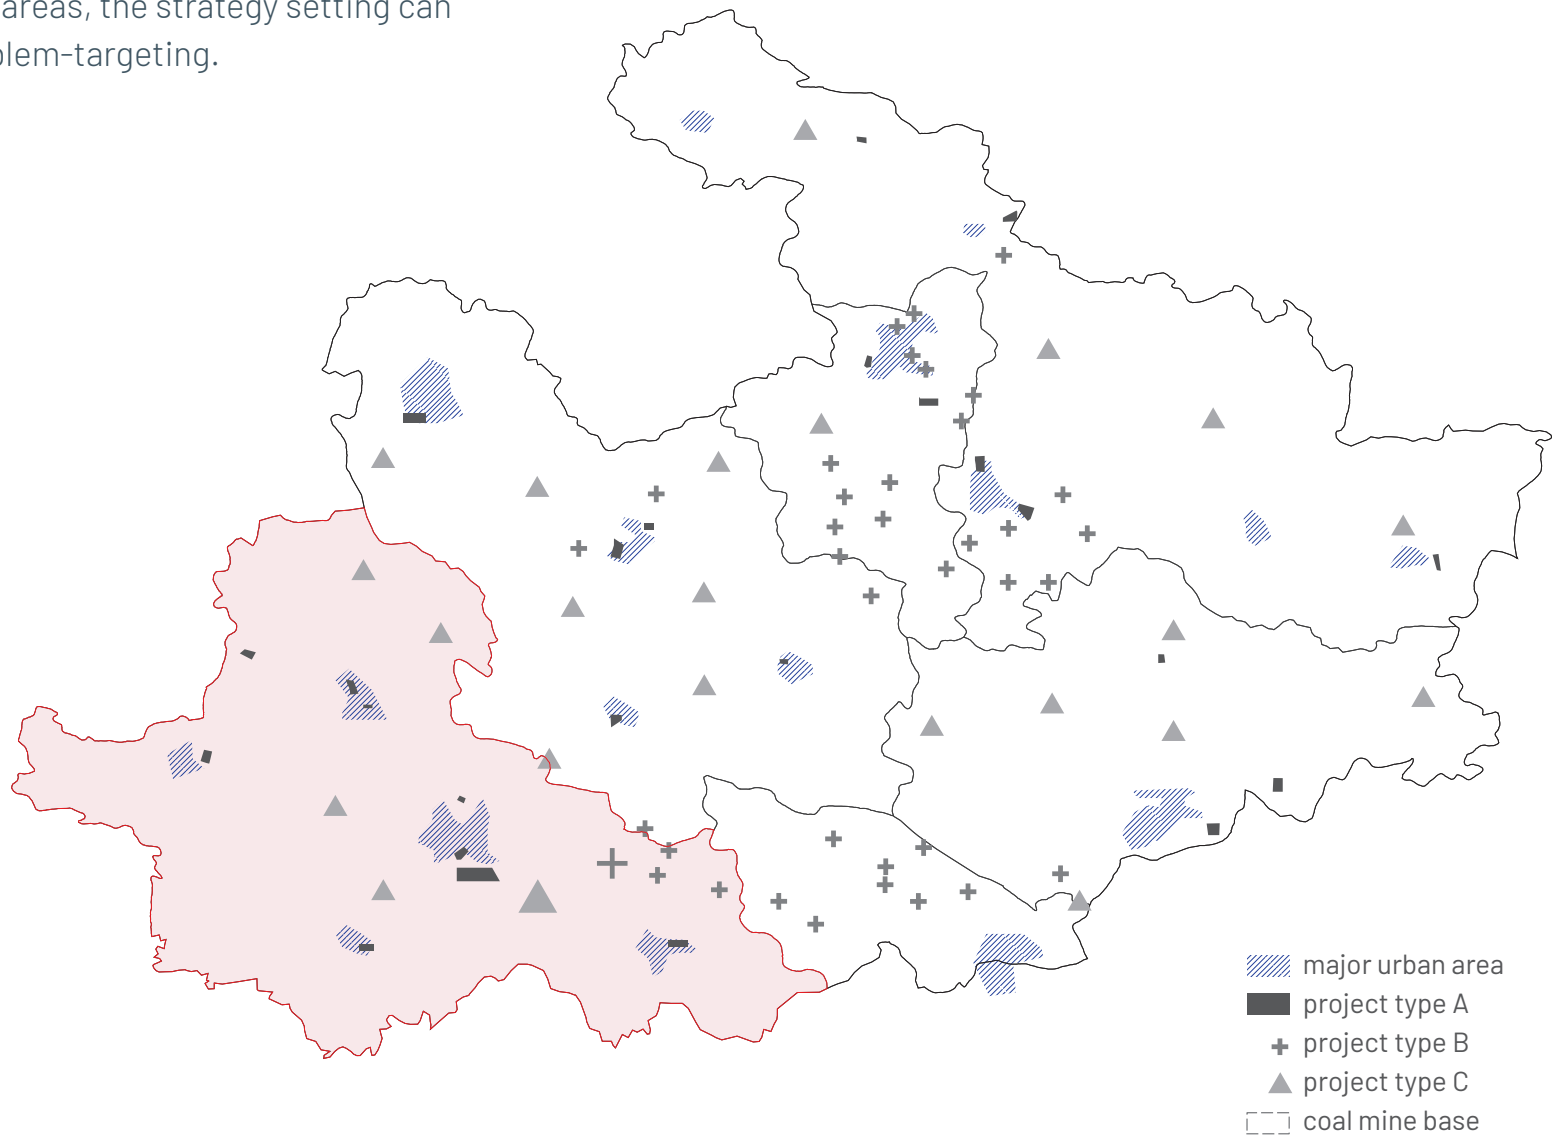 areas, the strategy setting can
blem-targeting.
major urban area
project type A
project type B
project type C
coal mine base